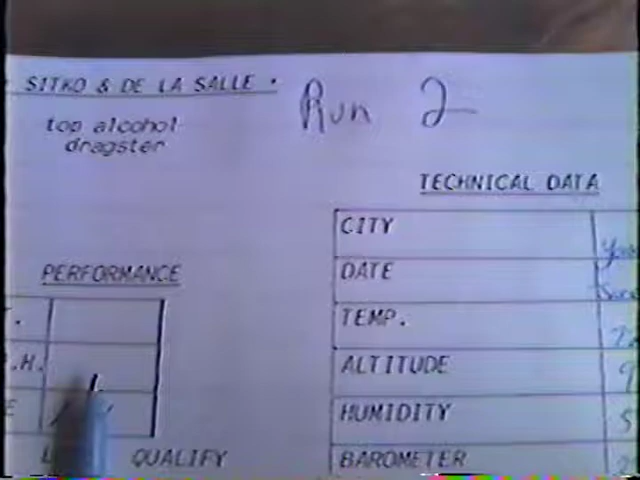 SITKO & DE LA SALLE •
Run 2
top alcohol
dragster
TECHNICAL DATA
CITY
DATE
TEMP.
ALTITUDE
HUMIDITY
BAROMETER
PERFORMANCE
.H.
QUALIFY